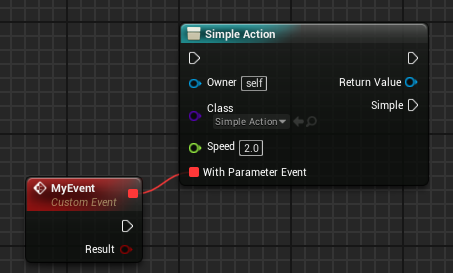 Simple Action
Owner self
Return Value
Class
Simple Action
Simple
Speed 2.0
With Parameter Event
MyEvent
Custom Event
Result